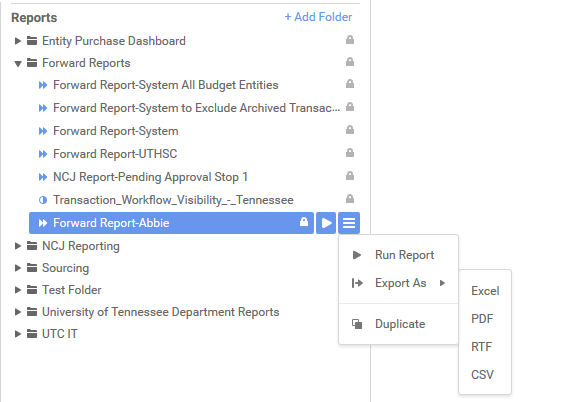 Reports
+ Add Folder
Entity Purchase Dashboard
Forward Reports
Forward Report-System All Budget Entities
Forward Report-System to Exclude Archived Transac...
Forward Report-System
Forward Report-UTHSC
NCJ Report-Pending Approval Stop 1
Transaction_Workflow_Visibility_-_Tennessee
Forward Report-Abbie
NCJ Reporting
Sourcing
Test Folder
University of Tennessee Department Reports
UTC IT
Run Report
Export As
Duplicate
Excel
PDF
RTF
CSV